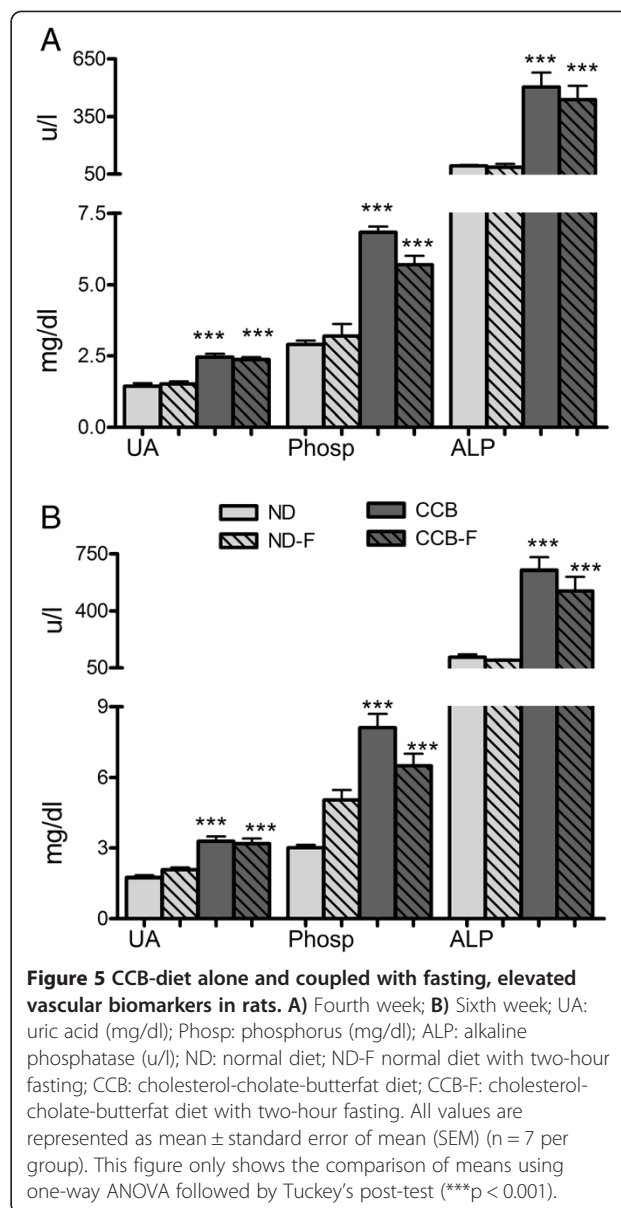 A
650
*** ***
u/l
350
50
7.5
***
***
5.0
mg/dl
*** ***
2.5
0.0
UA Phosp ALP
B
ND CCB
ND-F CCB-F
750
***
***
u/l
400
50
9
***
***
6
mg/dl
*** ***
3
0
UA Phosp ALP
Figure 5 CCB-diet alone and coupled with fasting, elevated
vascular biomarkers in rats. A) Fourth week; B) Sixth week; UA:
uric acid (mg/dl); Phosp: phosphorus (mg/dl); ALP: alkaline
phosphatase (u/l); ND: normal diet; ND-F normal diet with two-hour
fasting; CCB: cholesterol-cholate-butterfat diet; CCB-F: cholesterol-
cholate-butterfat diet with two-hour fasting. All values are
represented as mean ± standard error of mean (SEM) (n = 7 per
group). This figure only shows the comparison of means using
one-way ANOVA followed by Tuckey's post-test (***p < 0.001).